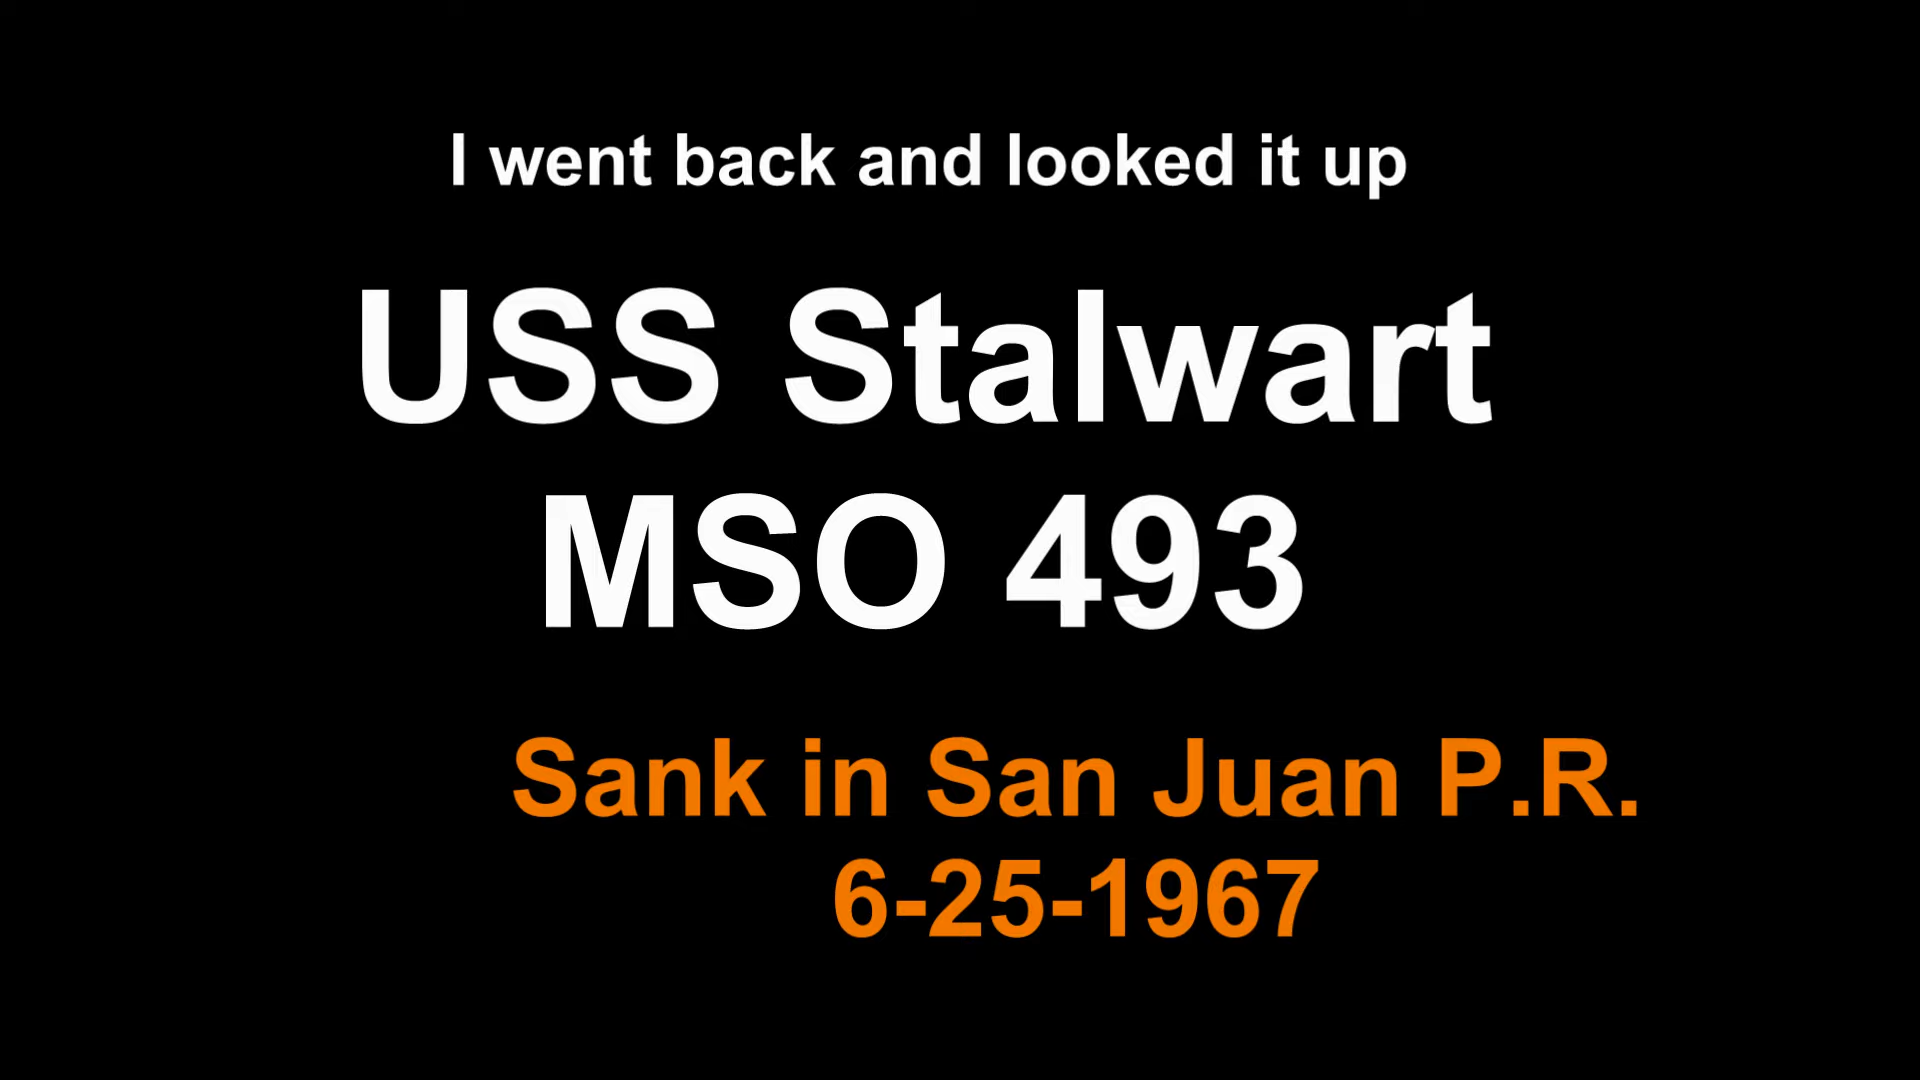 I went back and looked it up
USS Stalwart
MSO 493
Sank in San Juan P.R.
6-25-1967